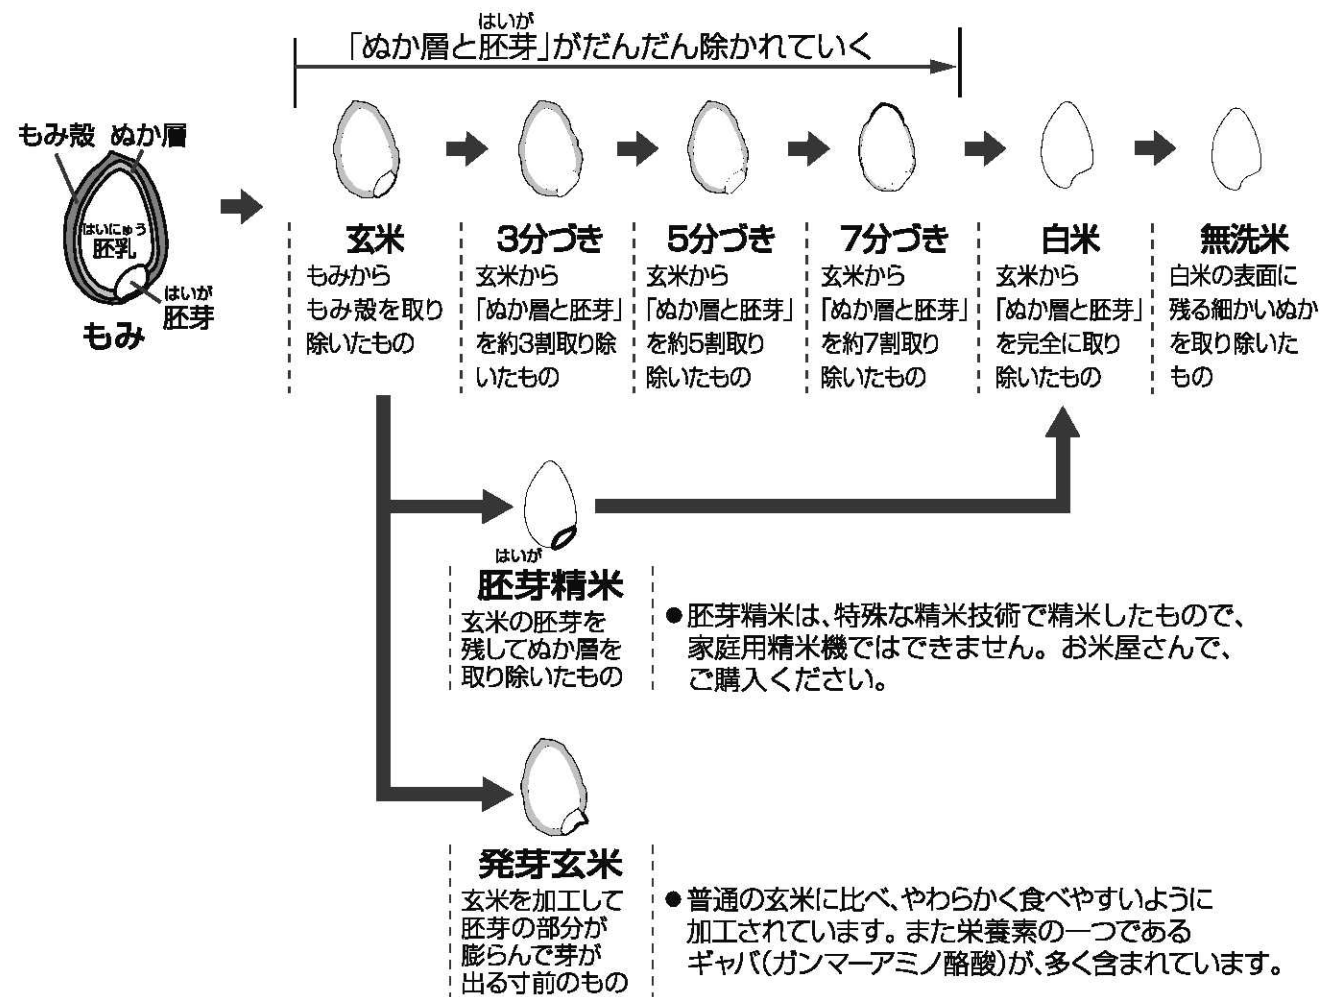 はいが
「ぬか層と胚芽」がだんだん除かれていく
もみ殻 ぬか層
はいにゅう
胚乳
はいが
胚芽
もみ
玄米
もみから
もみ殻を取り
除いたもの
3分づき
玄米から
「ぬか層と胚芽」
を約3割取り除
いたもの
5分づき
玄米から
「ぬか層と胚芽」
を約5割取り
除いたもの
7分づき
玄米から
「ぬか層と胚芽」
を約7割取り
除いたもの
白米
玄米から
「ぬか層と胚芽」
を完全に取り
除いたもの
無洗米
白米の表面に
残る細かいぬか
を取り除いた
もの
はいが
胚芽精米
玄米の胚芽を
残してぬか層を
取り除いたもの
●胚芽精米は、特殊な精米技術で精米したもので、
家庭用精米機ではできません。お米屋さんで、
ご購入ください。
発芽玄米
玄米を加工して
胚芽の部分が
膨らんで芽が
出る寸前のもの
●普通の玄米に比べ、やわらかく食べやすいように
加工されています。また栄養素の一つである
ギャバ(ガンマーアミノ酪酸)が、多く含まれています。